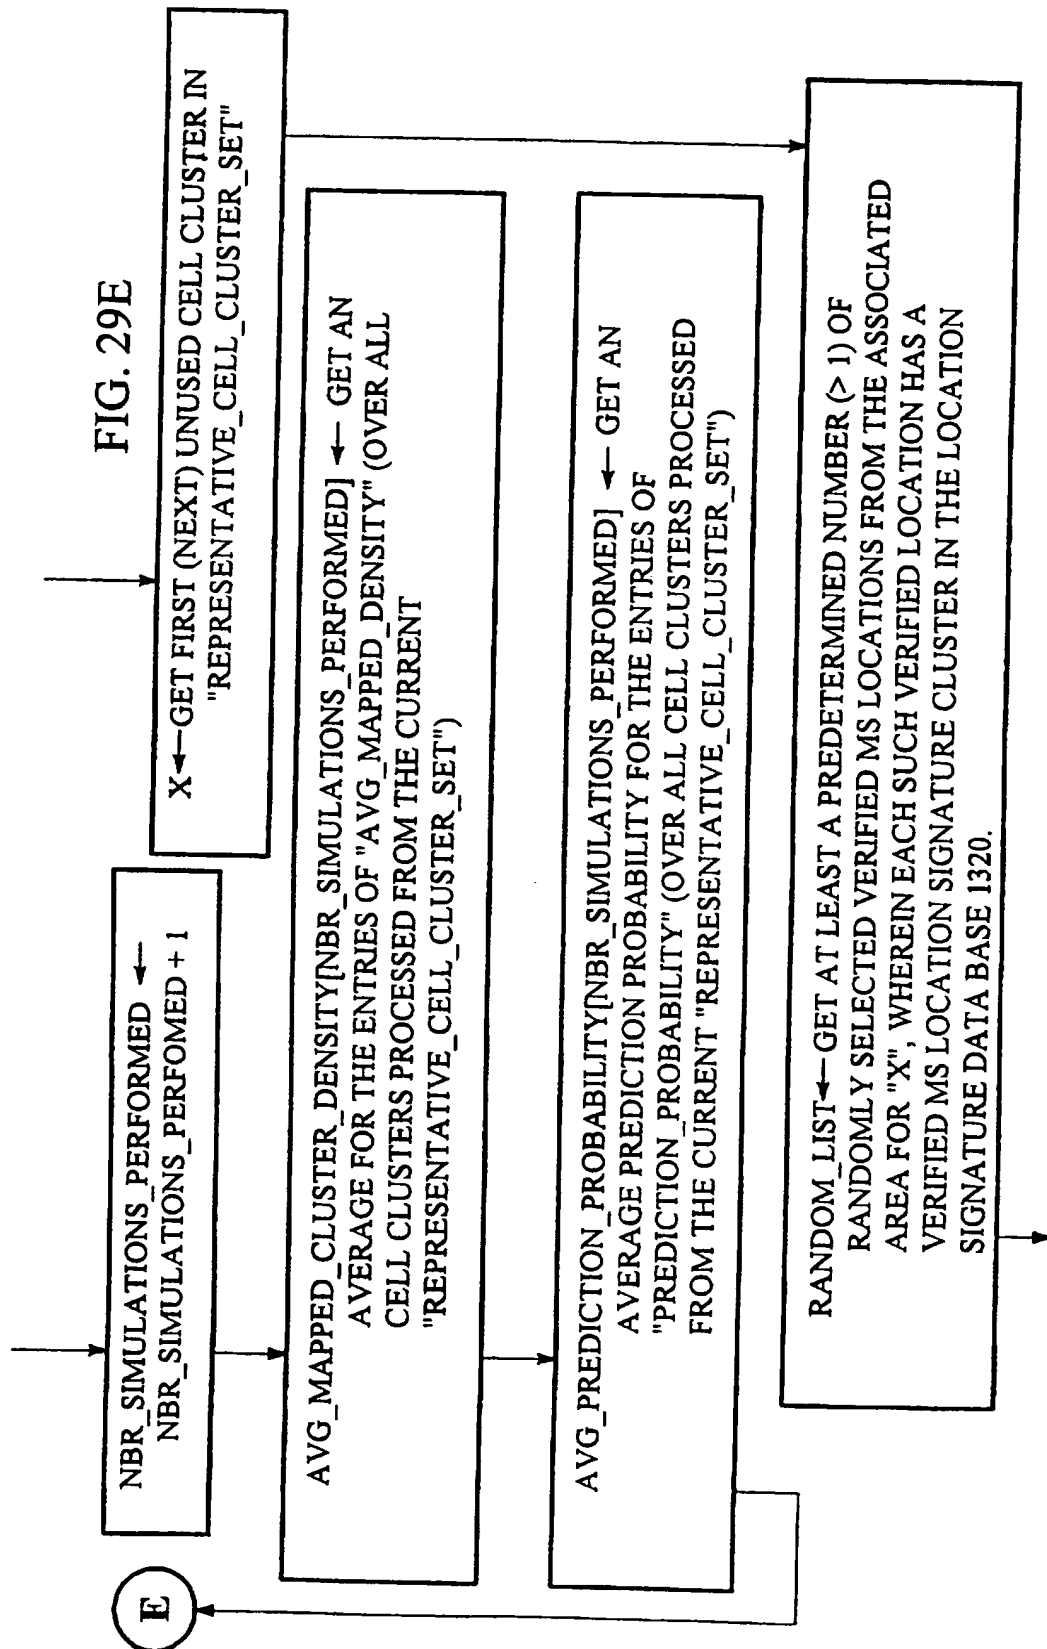 FIG. 29E
NBR_SIMULATIONS_PERFORMED ←
NBR_SIMULATIONS_PERFOMED + 1
X ← GET FIRST (NEXT) UNUSED CELL CLUSTER IN
"REPRESENTATIVE_CELL_CLUSTER_SET"
AVG_MAPPED_CLUSTER_DENSITY[NBR_SIMULATIONS_PERFORMED] ← GET AN
AVERAGE FOR THE ENTRIES OF "AVG_MAPPED_DENSITY" (OVER ALL
CELL CLUSTERS PROCESSED FROM THE CURRENT
"REPRESENTATIVE_CELL_CLUSTER_SET")
AVG_PREDICTION_PROBABILITY[NBR_SIMULATIONS_PERFORMED] ← GET AN
AVERAGE PREDICTION PROBABILITY FOR THE ENTRIES OF
"PREDICTION_PROBABILITY" (OVER ALL CELL CLUSTERS PROCESSED
FROM THE CURRENT "REPRESENTATIVE_CELL_CLUSTER_SET")
E
RANDOM_LIST ← GET AT LEAST A PREDETERMINED NUMBER (> 1) OF
RANDOMLY SELECTED VERIFIED MS LOCATIONS FROM THE ASSOCIATED
AREA FOR "X", WHEREIN EACH SUCH VERIFIED LOCATION HAS A
VERIFIED MS LOCATION SIGNATURE CLUSTER IN THE LOCATION
SIGNATURE DATA BASE 1320.